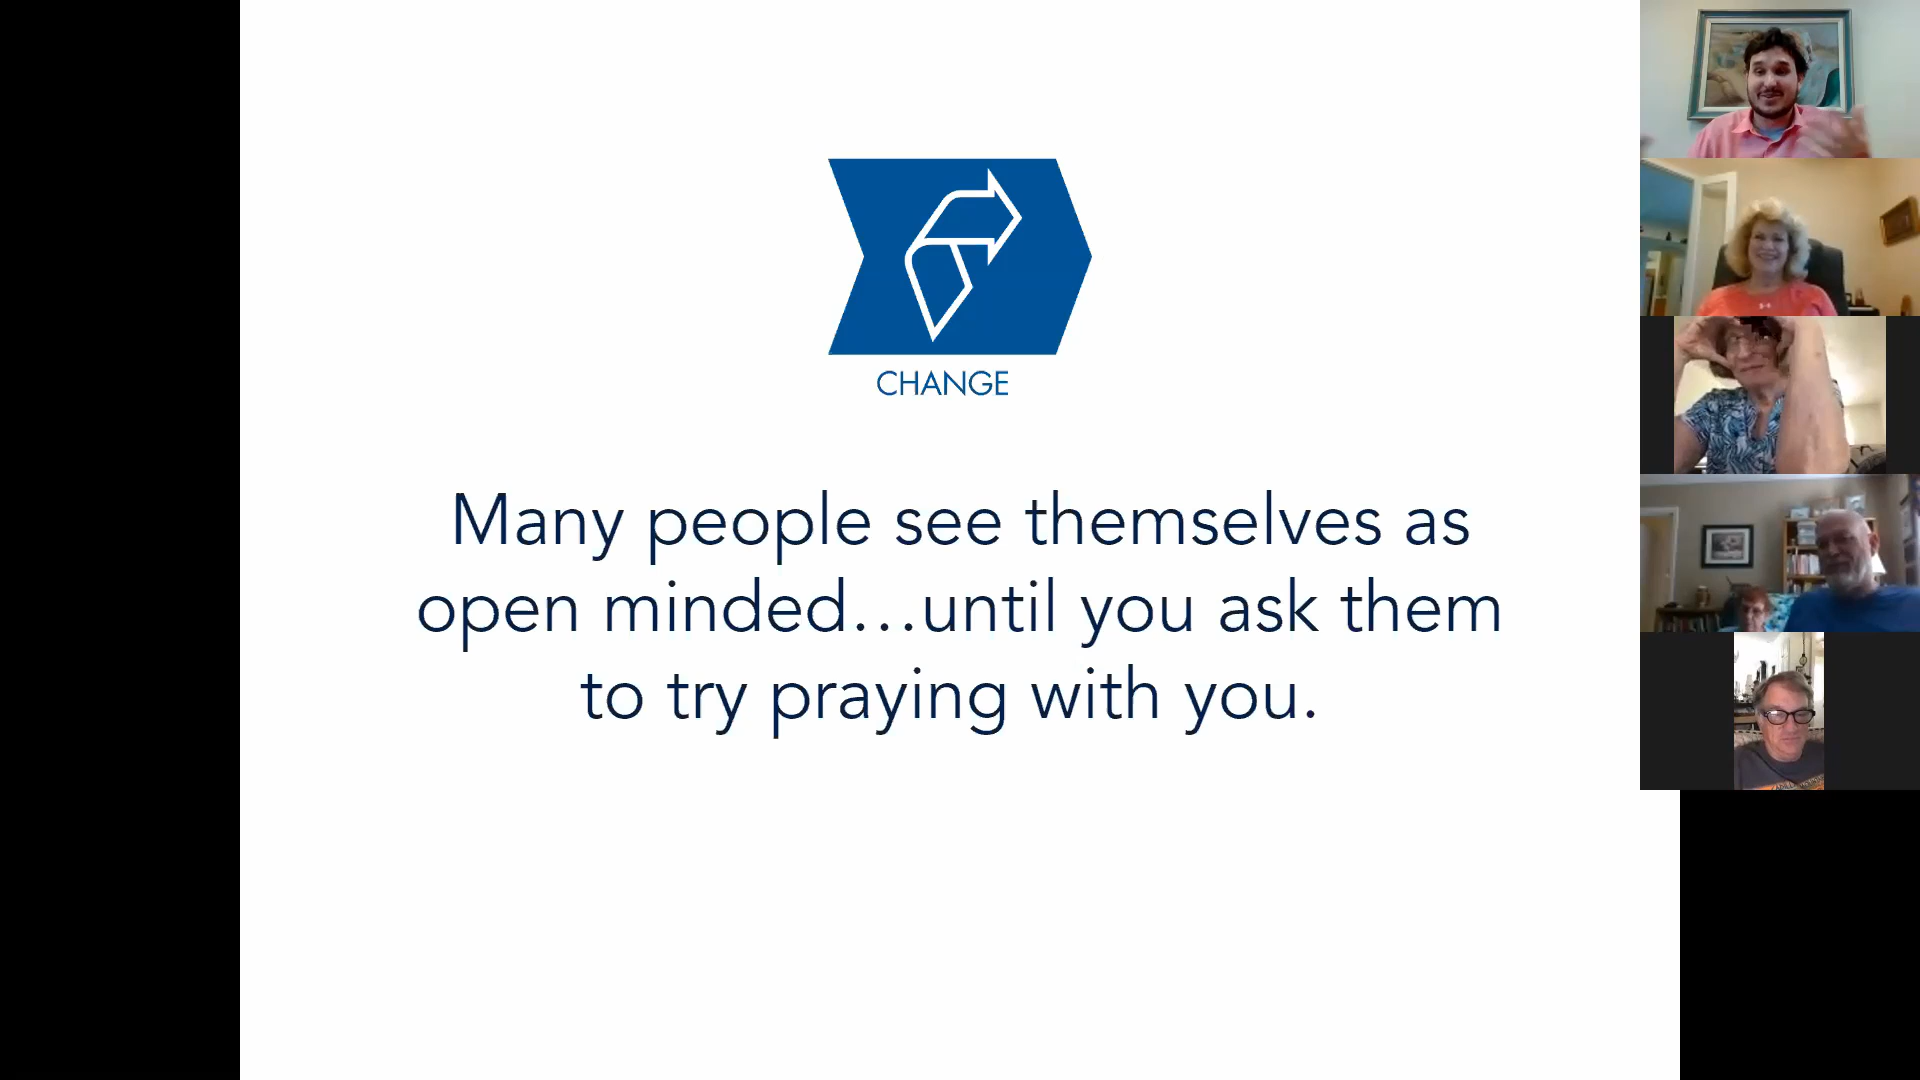 CHANGE
Many people see themselves as
open minded...until you ask them
to try praying with you.